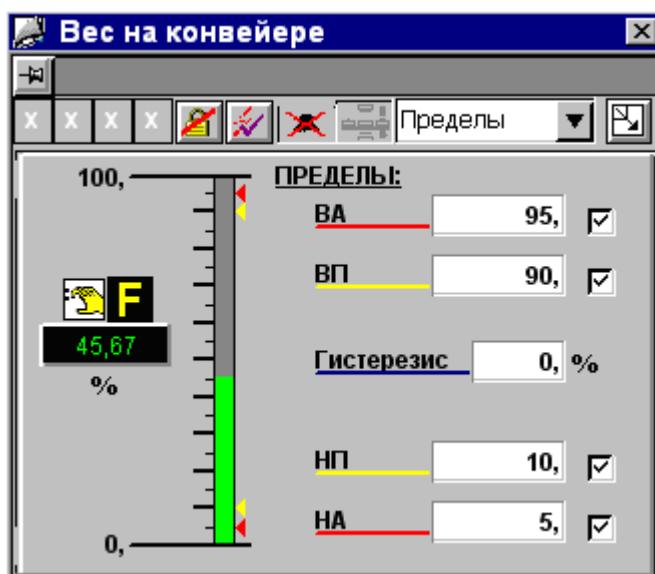 Вес на конвейере
X X X X Пределы
100, ПРЕДЕЛЫ:
ВА 95,
ВП 90,
F
45,67
Гистерезис 0, %
%
НП 10,
НА 5,
0,